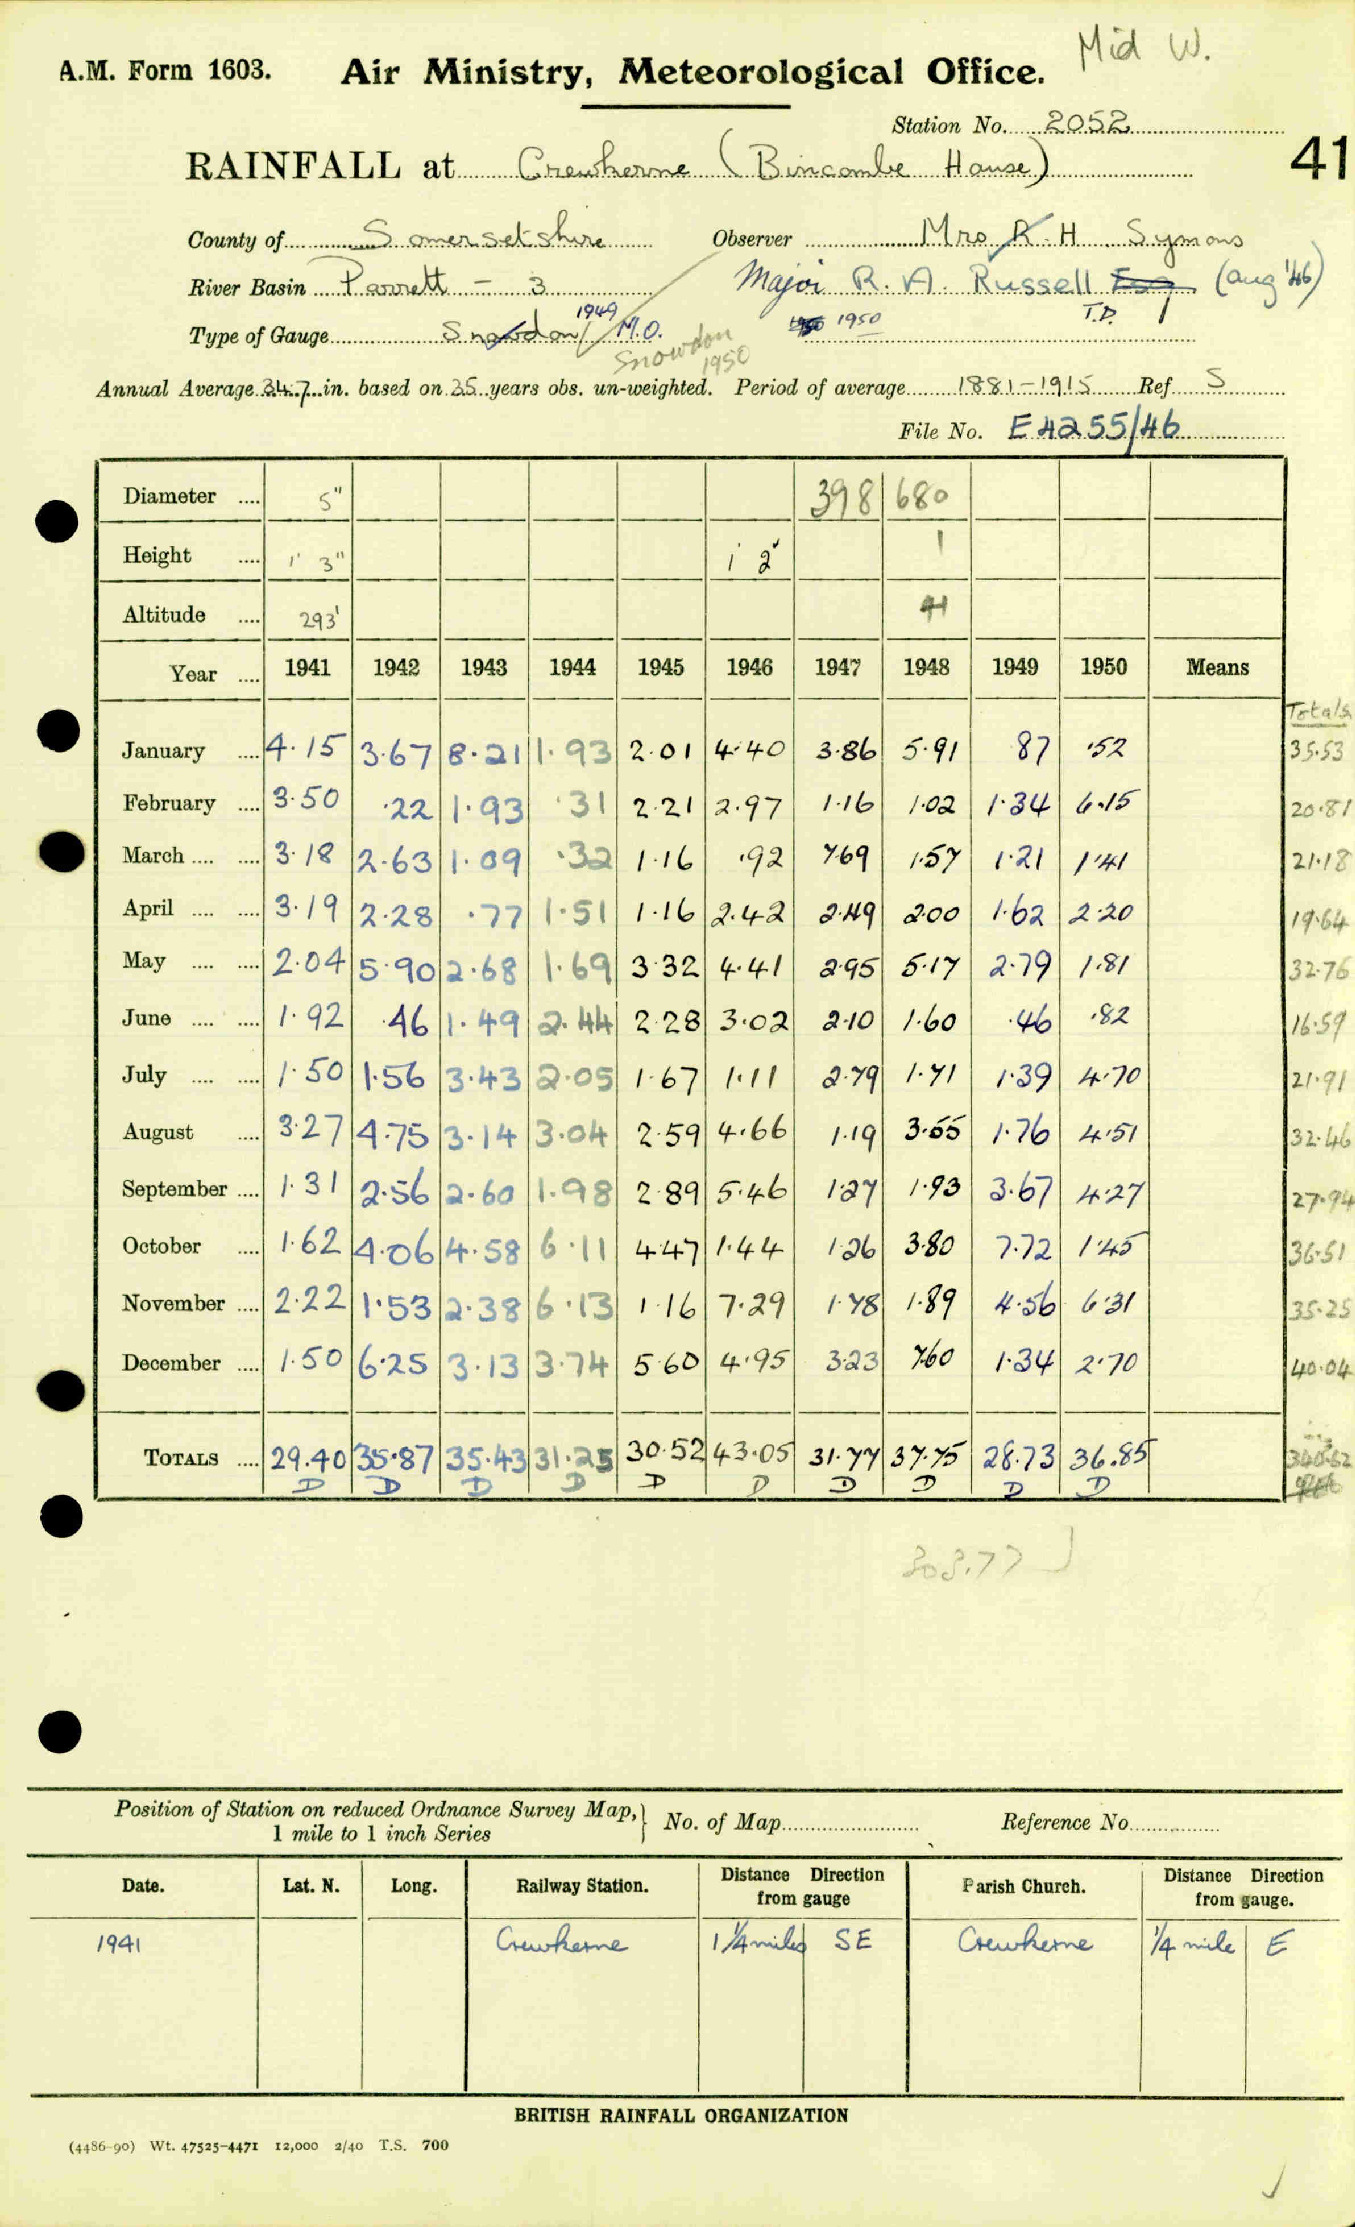 Mid W.
A.M. Form 1603. Air Ministry, Meteorological Office.
Station No. 2052
41
RAINFALL at Crewkerne (Bincombe House)
County of Somersetshire Observer Mrs R. H Symons
River Basin Parrett - 3 Major R. A. Russell Esq (Aug '46)
T.D.
Type of Gauge Snowdon 1949 M.O. 1950
Snowdon 1950
Annual Average 34.7 in. based on 35 years obs. un-weighted. Period of average 1881-1915 Ref S
File No. E4255/46
Diameter .... 5" 398 680
Height .... 1' 3" 1 2" 1
Altitude .... 293' 41
Year .... 1941 1942 1943 1944 1945 1946 1947 1948 1949 1950 Means
Totals
January .... 4.15 3.67 8.21 1.93 2.01 4.40 3.86 5.91 .87 .52 35.53
February .... 3.50 .22 1.93 .31 2.21 2.97 1.16 1.02 1.34 6.15 20.81
March .... .... 3.18 2.63 1.09 .32 1.16 .92 7.69 1.57 1.21 1.41 21.18
April .... .... 3.19 2.28 .77 1.51 1.16 2.42 2.49 2.00 1.62 2.20 19.64
May .... .... 2.04 5.90 2.68 1.69 3.32 4.41 2.95 5.17 2.79 1.81 32.76
June .... .... 1.92 .46 1.49 2.44 2.28 3.02 2.10 1.60 .46 .82 16.59
July .... .... 1.50 1.56 3.43 2.05 1.67 1.11 2.79 1.71 1.39 4.70 21.91
August .... 3.27 4.75 3.14 3.04 2.59 4.66 1.19 3.55 1.76 4.51 32.46
September .... 1.31 2.56 2.60 1.98 2.89 5.46 1.27 1.93 3.67 4.27 27.94
October .... 1.62 4.06 4.58 6.11 4.47 1.44 1.26 3.80 7.72 1.45 36.51
November .... 2.22 1.53 2.38 6.13 1.16 7.29 1.78 1.89 4.56 6.31 35.25
December .... 1.50 6.25 3.13 3.74 5.60 4.95 3.23 7.60 1.34 2.70 40.04
TOTALS .... 29.40 35.87 35.43 31.25 30.52 43.05 31.77 37.75 28.73 36.85 340.62
D D D D D D D D D D
303.77
Position of Station on reduced Ordnance Survey Map,
1 mile to 1 inch Series
No. of Map Reference No
Date. Lat. N. Long. Railway Station. Distance Direction from gauge Parish Church. Distance Direction from gauge.
1941 Crewkerne 1 1/4 miles SE Crewkerne 1/4 mile E
BRITISH RAINFALL ORGANIZATION
(4486-90) Wt. 47525-4471 12,000 2/40 T.S. 700